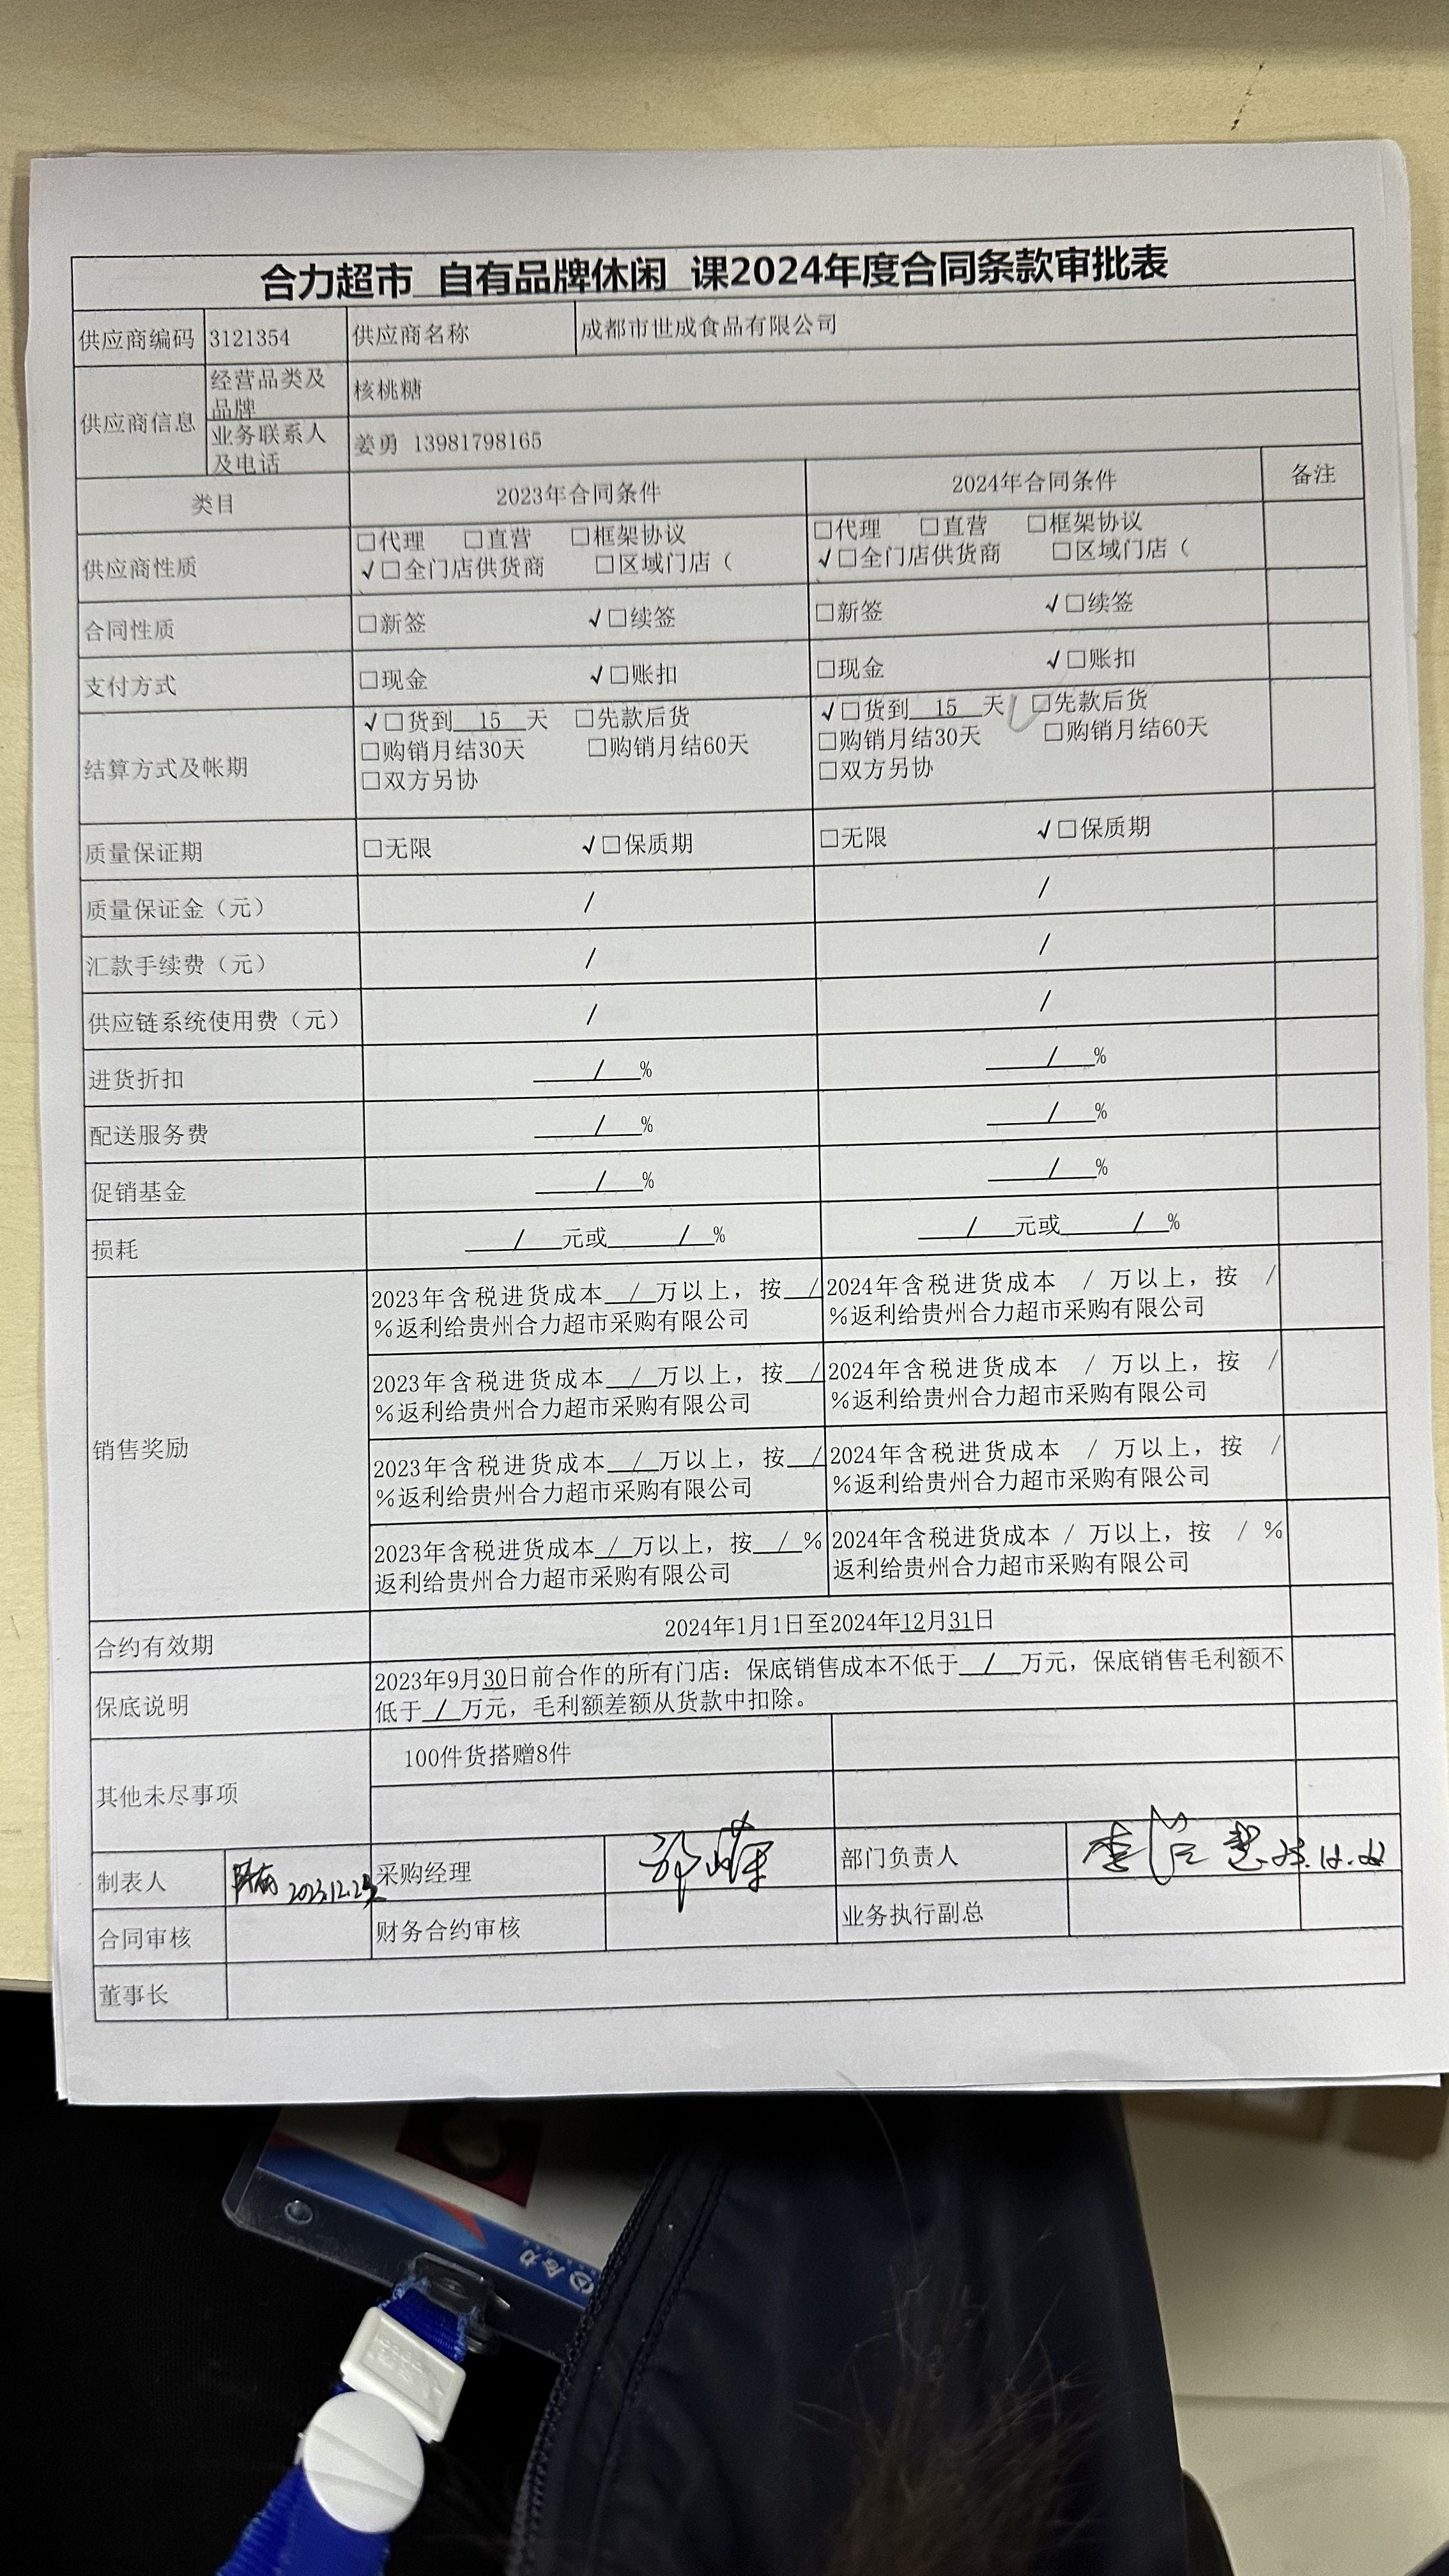 合力超市 自有品牌休闲 课2024年度合同条款审批表
供应商编码 3121354 供应商名称 成都市世成食品有限公司
供应商信息 经营品类及品牌 核桃糖
业务联系人及电话 姜勇 13981798165
类目 2023年合同条件 2024年合同条件 备注
供应商性质 □代理 □直营 □框架协议 □代理 □直营 □框架协议
√□全门店供货商 □区域门店（ √□全门店供货商 □区域门店（
合同性质 □新签 √□续签 □新签 √□续签
支付方式 □现金 √□账扣 □现金 √□账扣
结算方式及帐期 √□货到 15 天 □先款后货 √□货到 15 天 □先款后货
□购销月结30天 □购销月结60天 □购销月结30天 □购销月结60天
□双方另协 □双方另协
质量保证期 □无限 √□保质期 □无限 √□保质期
质量保证金（元） / /
汇款手续费（元） / /
供应链系统使用费（元） / /
进货折扣 / % / %
配送服务费 / % / %
促销基金 / % / %
损耗 / 元或 / % / 元或 / %
销售奖励
2023年含税进货成本 / 万以上，按 / 2024年含税进货成本 / 万以上，按 /
%返利给贵州合力超市采购有限公司 %返利给贵州合力超市采购有限公司
2023年含税进货成本 / 万以上，按 / 2024年含税进货成本 / 万以上，按 /
%返利给贵州合力超市采购有限公司 %返利给贵州合力超市采购有限公司
2023年含税进货成本 / 万以上，按 / 2024年含税进货成本 / 万以上，按 /
%返利给贵州合力超市采购有限公司 %返利给贵州合力超市采购有限公司
2023年含税进货成本 / 万以上，按 / % 2024年含税进货成本 / 万以上，按 / %
返利给贵州合力超市采购有限公司 返利给贵州合力超市采购有限公司
合约有效期 2024年1月1日至2024年12月31日
保底说明 2023年9月30日前合作的所有门店：保底销售成本不低于 / 万元，保底销售毛利额不
低于 / 万元，毛利额差额从货款中扣除。
其他未尽事项 100件货搭赠8件
制表人 采购经理 部门负责人
合同审核 财务合约审核 业务执行副总
董事长
合力